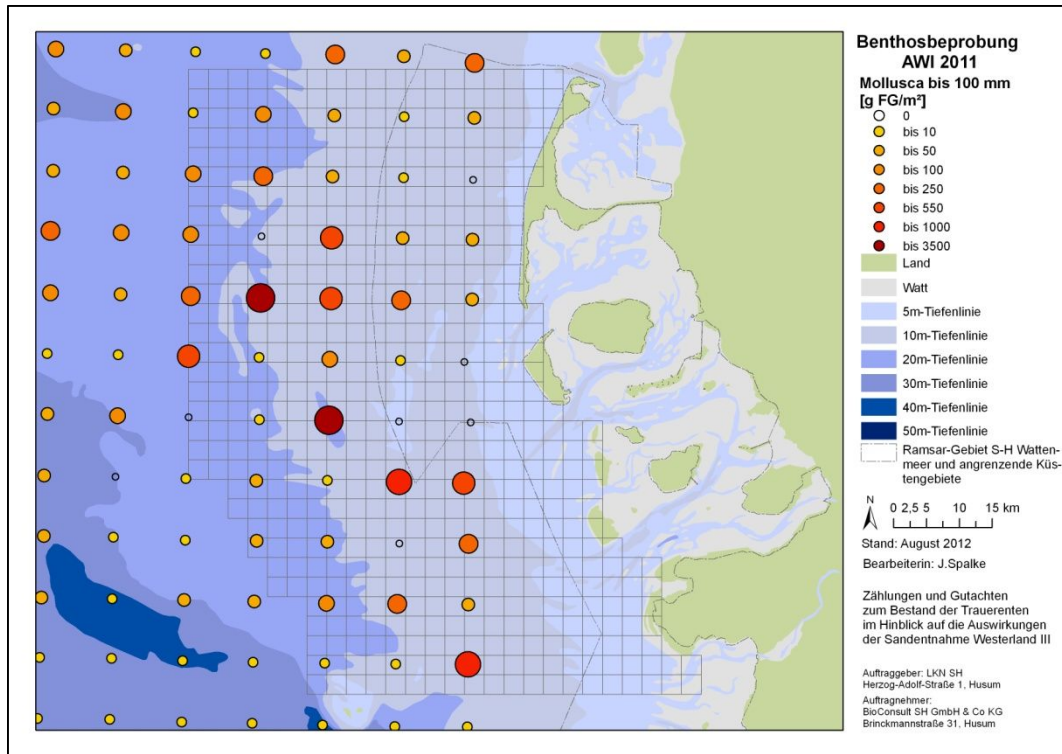 Benthosbeprobung
AWI 2011
Mollusca bis 100 mm
[g FG/m²]
0
bis 10
bis 50
bis 100
bis 250
bis 550
bis 1000
bis 3500
Land
Watt
5m-Tiefenlinie
10m-Tiefenlinie
20m-Tiefenlinie
30m-Tiefenlinie
40m-Tiefenlinie
50m-Tiefenlinie
Ramsar-Gebiet S-H Watten-
meer und angrenzende Küs-
tengebiete
N
0 2,5 5 10 15 km
Stand: August 2012
Bearbeiterin: J.Spalke
Zählungen und Gutachten
zum Bestand der Trauerenten
im Hinblick auf die Auswirkungen
der Sandentnahme Westerland III
Auftraggeber: LKN SH
Herzog-Adolf-Straße 1, Husum
Auftragnehmer:
BioConsult SH GmbH & Co KG
Brinckmannstraße 31, Husum